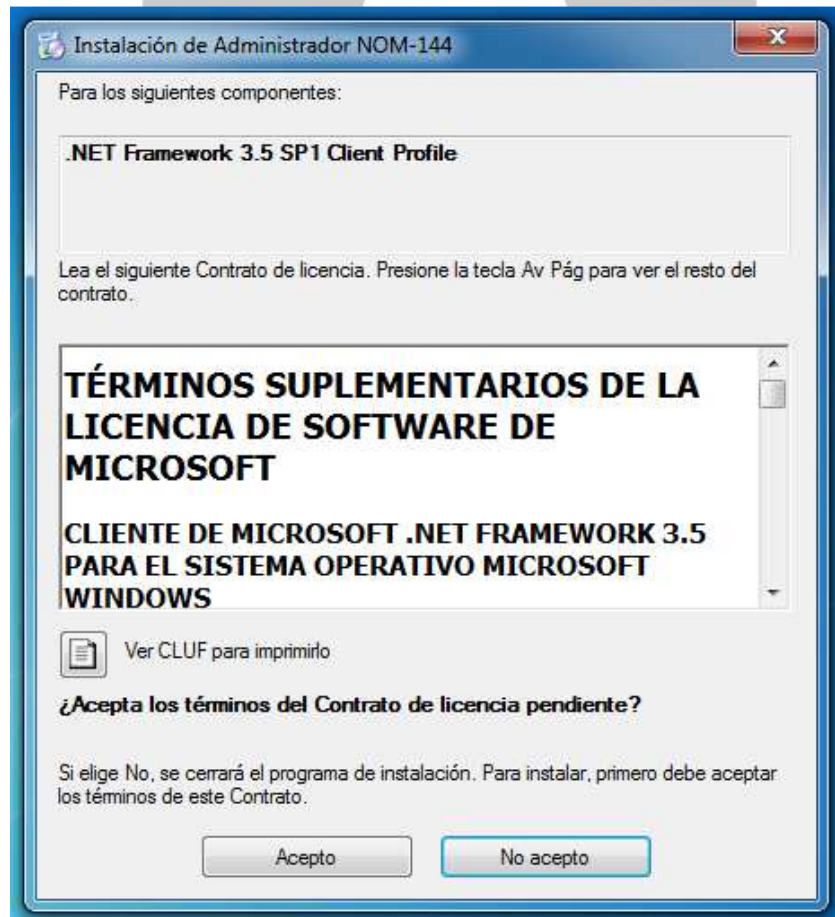 Instalación de Administrador NOM-144
Para los siguientes componentes:
.NET Framework 3.5 SP1 Client Profile
Lea el siguiente Contrato de licencia. Presione la tecla Av Pág para ver el resto del
contrato.
TÉRMINOS SUPLEMENTARIOS DE LA
LICENCIA DE SOFTWARE DE
MICROSOFT
CLIENTE DE MICROSOFT .NET FRAMEWORK 3.5
PARA EL SISTEMA OPERATIVO MICROSOFT
WINDOWS
Ver CLUF para imprimirlo
¿Acepta los términos del Contrato de licencia pendiente?
Si elige No, se cerrará el programa de instalación. Para instalar, primero debe aceptar
los términos de este Contrato.
Acepto
No acepto